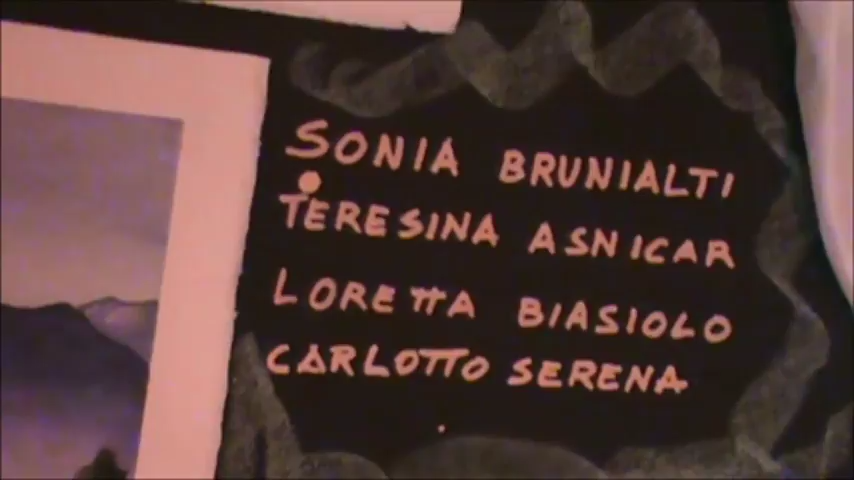 SONIA BRUNIALTI
TERESINA ASNICAR
LORETTA BIASIOLO
CARLOTTO SERENA